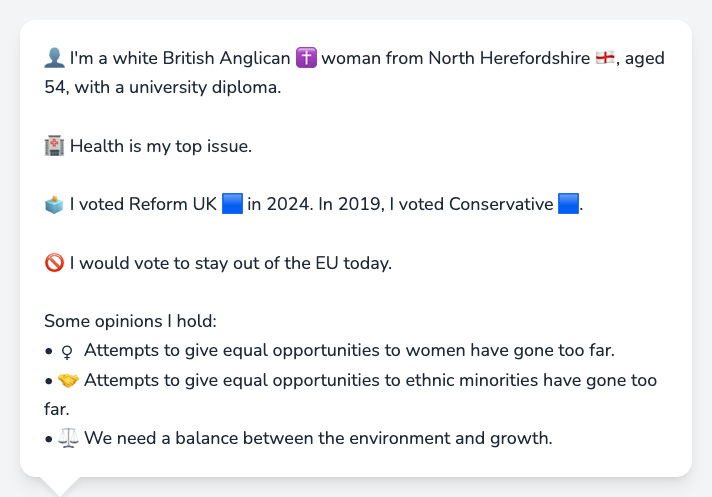 👤 I'm a white British Anglican ✝️ woman from North Herefordshire 🏴󠁧󠁢󠁥󠁮󠁧󠁿, aged
54, with a university diploma.
🏥 Health is my top issue.
🗳️ I voted Reform UK 🟦 in 2024. In 2019, I voted Conservative 🟦.
🚫 I would vote to stay out of the EU today.
Some opinions I hold:
• ♀ Attempts to give equal opportunities to women have gone too far.
• 🤝 Attempts to give equal opportunities to ethnic minorities have gone too
far.
• ⚖️ We need a balance between the environment and growth.